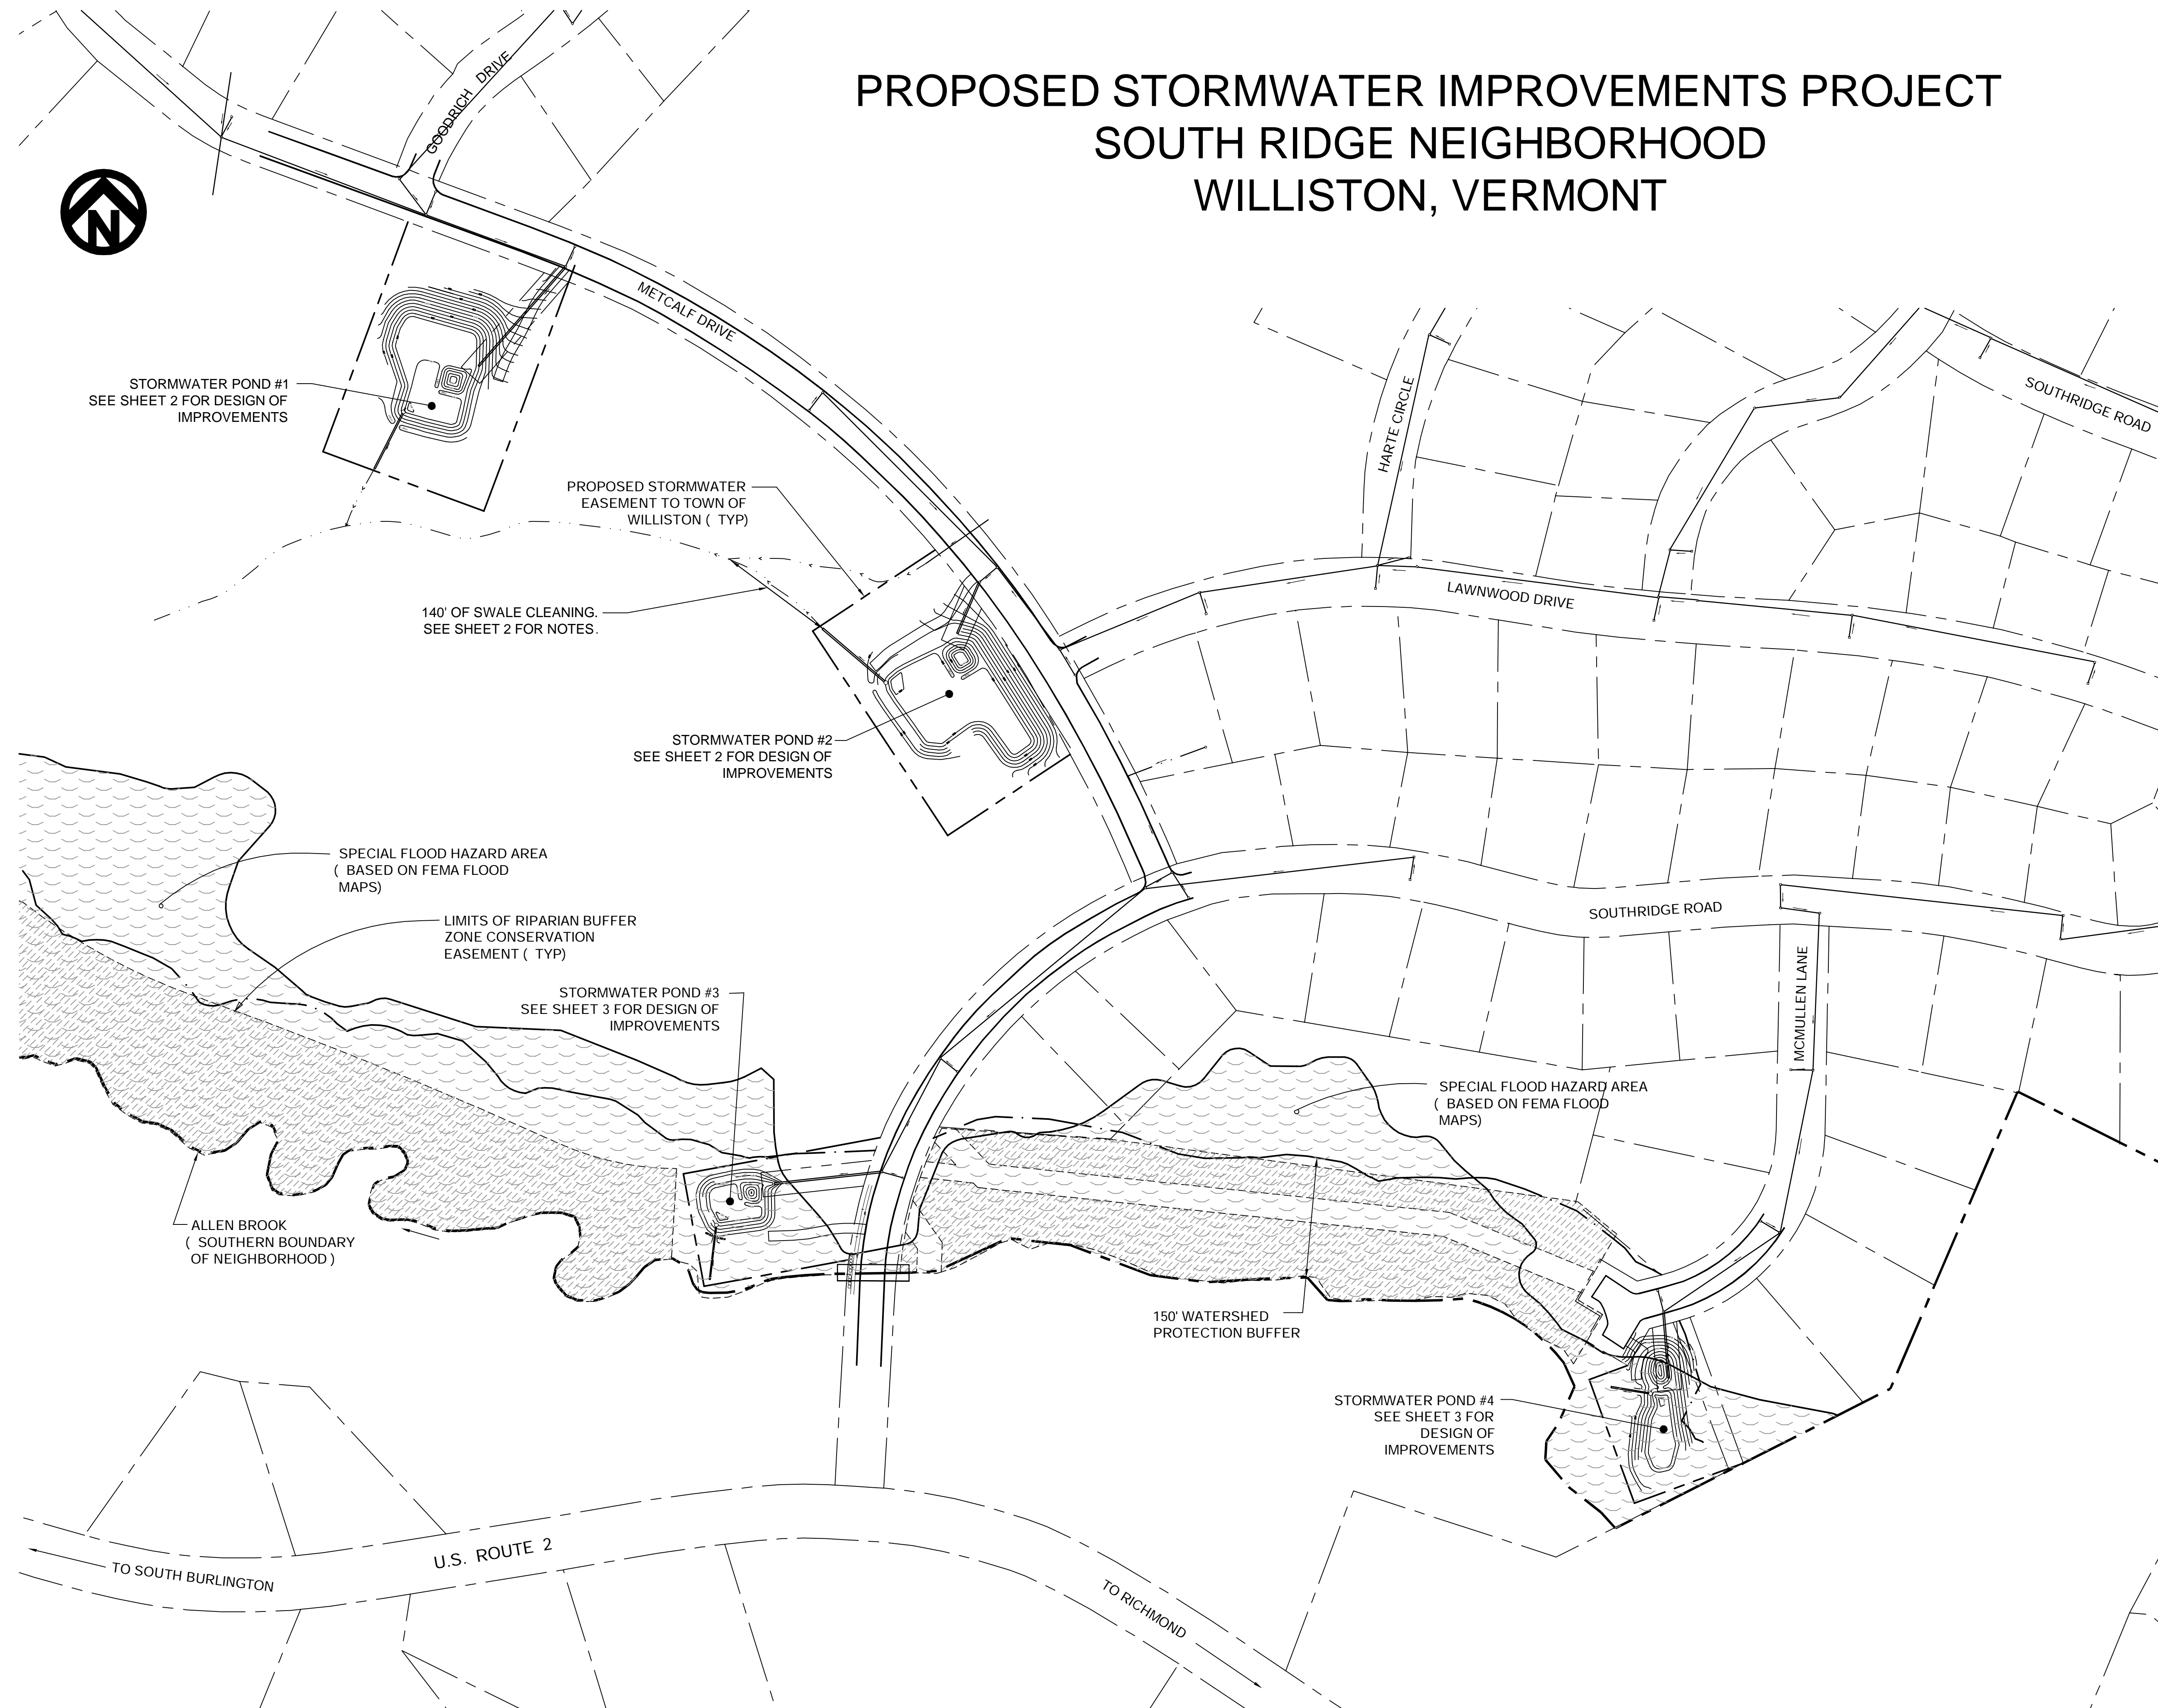 PROPOSED STORMWATER IMPROVEMENTS PROJECT
SOUTH RIDGE NEIGHBORHOOD
WILLISTON, VERMONT
GOODRICH DRIVE
N
METCALF DRIVE
STORMWATER POND #1
SEE SHEET 2 FOR DESIGN OF
IMPROVEMENTS
HARTE CIRCLE
SOUTHRIDGE ROAD
PROPOSED STORMWATER
EASEMENT TO TOWN OF
WILLISTON ( TYP)
LAWNWOOD DRIVE
140' OF SWALE CLEANING.
SEE SHEET 2 FOR NOTES.
STORMWATER POND #2
SEE SHEET 2 FOR DESIGN OF
IMPROVEMENTS
SPECIAL FLOOD HAZARD AREA
( BASED ON FEMA FLOOD
MAPS)
LIMITS OF RIPARIAN BUFFER
ZONE CONSERVATION
EASEMENT ( TYP)
SOUTHRIDGE ROAD
MCMULLEN LANE
STORMWATER POND #3
SEE SHEET 3 FOR DESIGN OF
IMPROVEMENTS
SPECIAL FLOOD HAZARD AREA
( BASED ON FEMA FLOOD
MAPS)
ALLEN BROOK
( SOUTHERN BOUNDARY
OF NEIGHBORHOOD )
150' WATERSHED
PROTECTION BUFFER
STORMWATER POND #4
SEE SHEET 3 FOR
DESIGN OF
IMPROVEMENTS
U.S. ROUTE 2
TO SOUTH BURLINGTON
TO RICHMOND